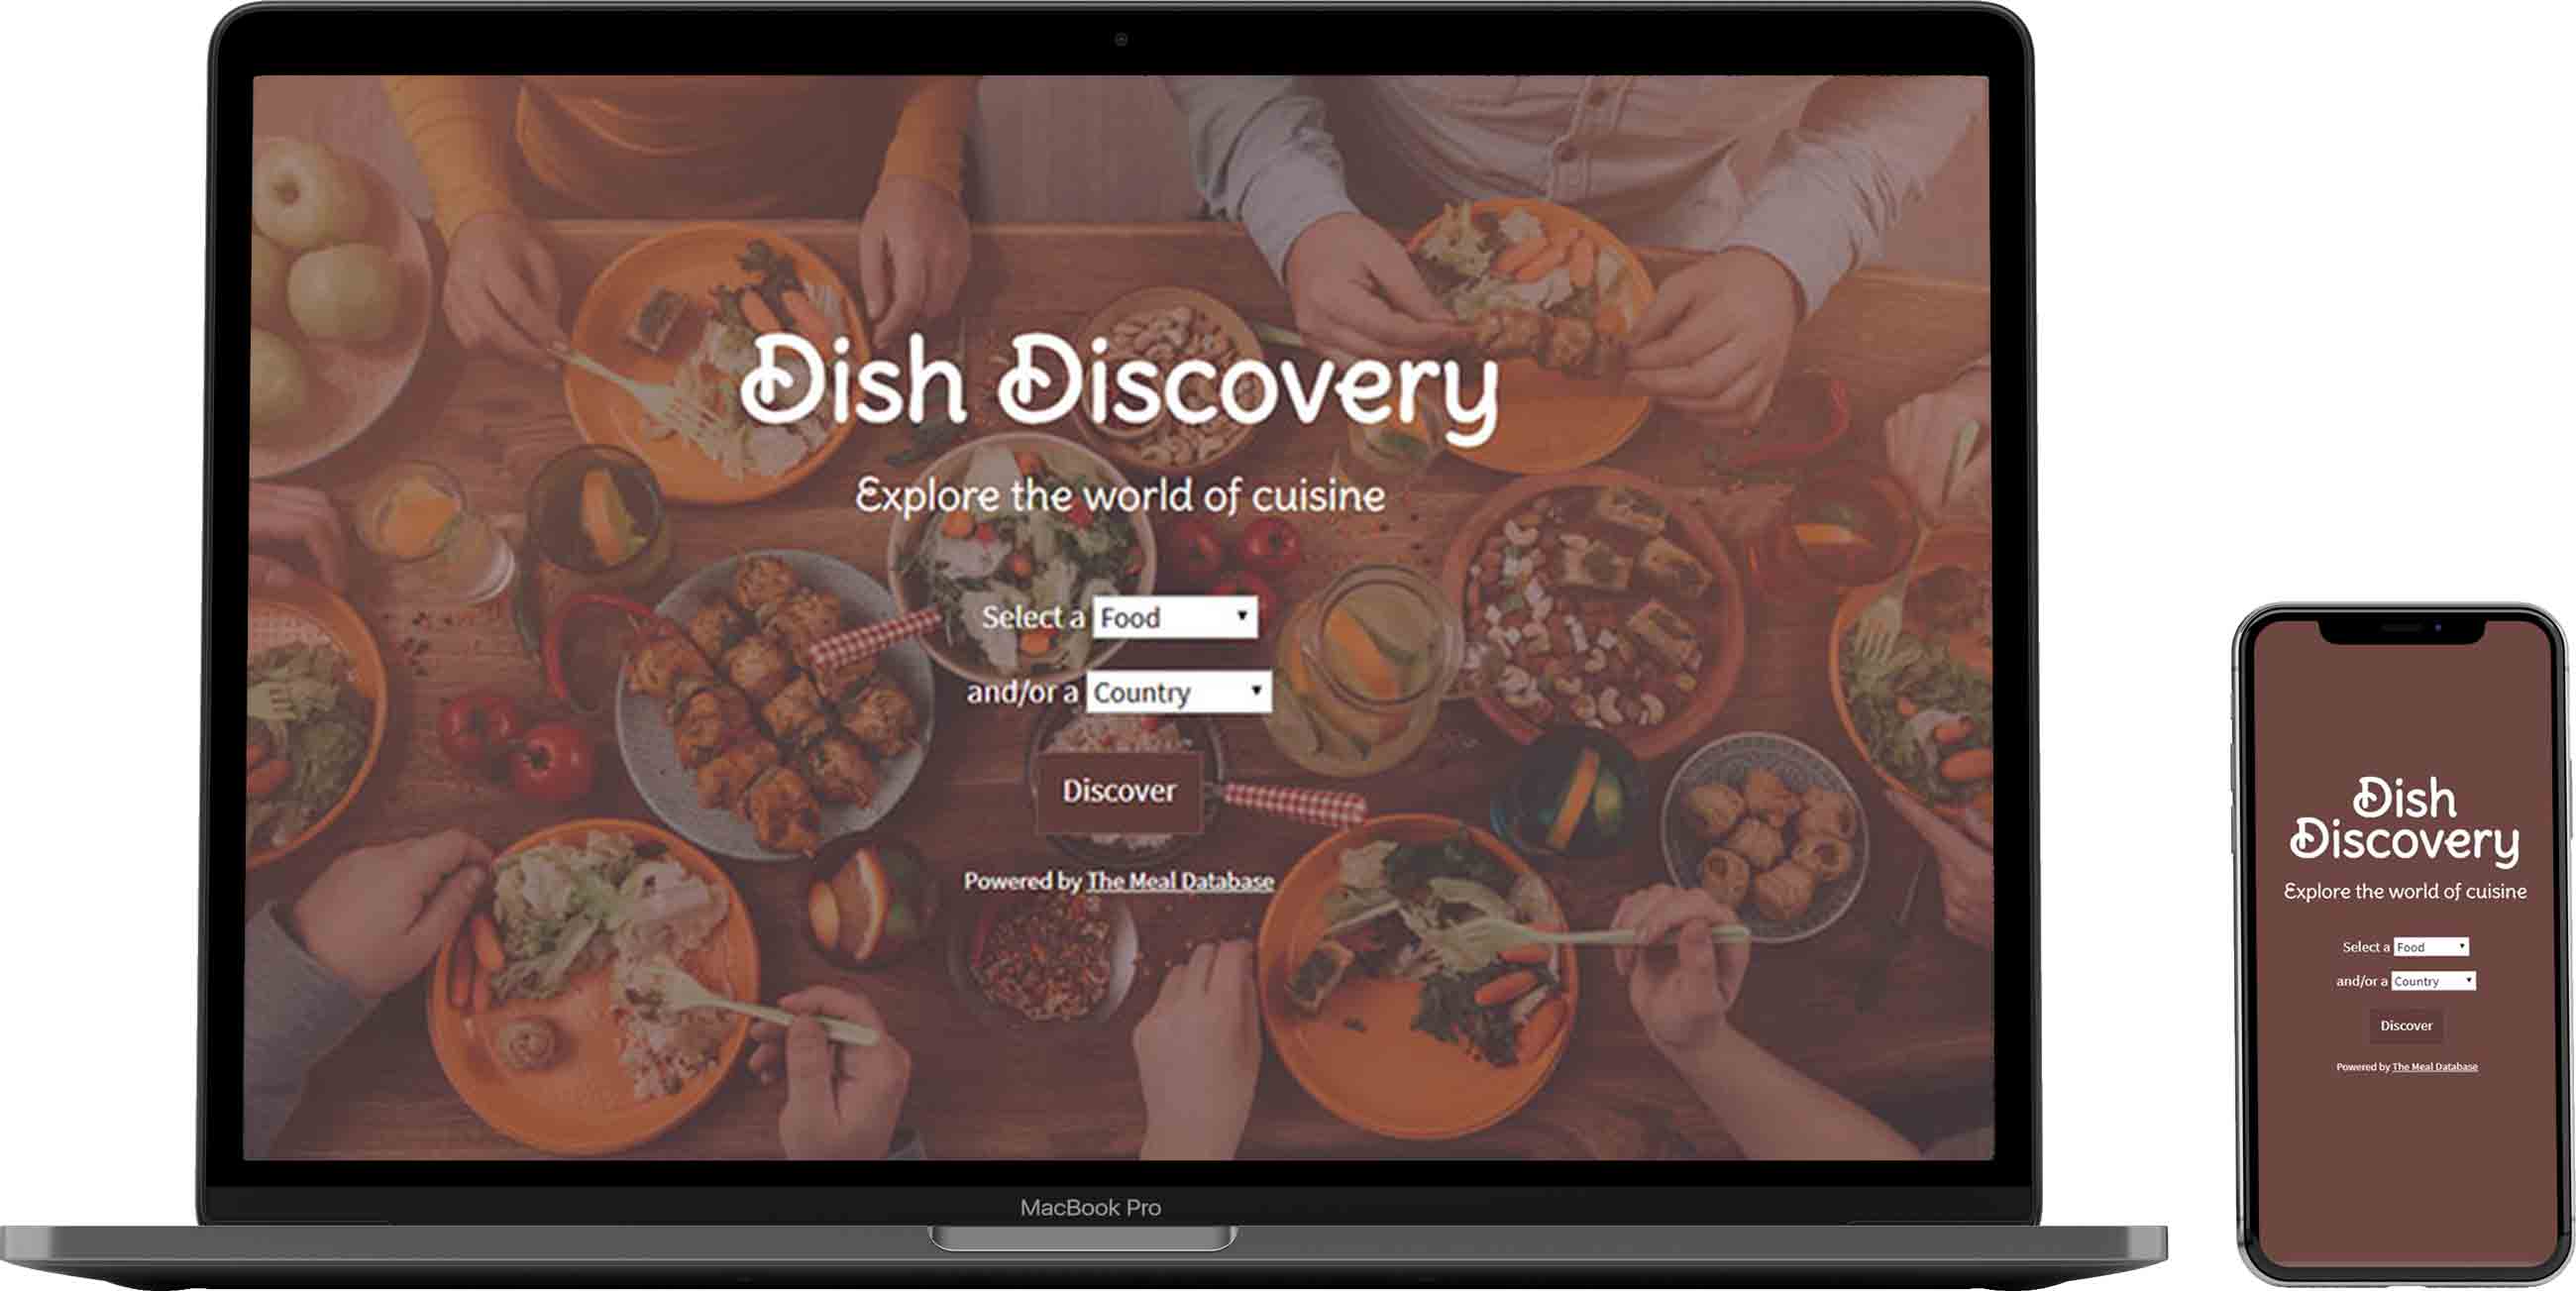 Dish Discovery
Explore the world of cuisine
Select a Food
and/or a Country
Discover
Powered by The Meal Database
MacBook Pro
Dish
Discovery
Explore the world of cuisine
Select a Food
and/or a Country
Discover
Powered by The Meal Database